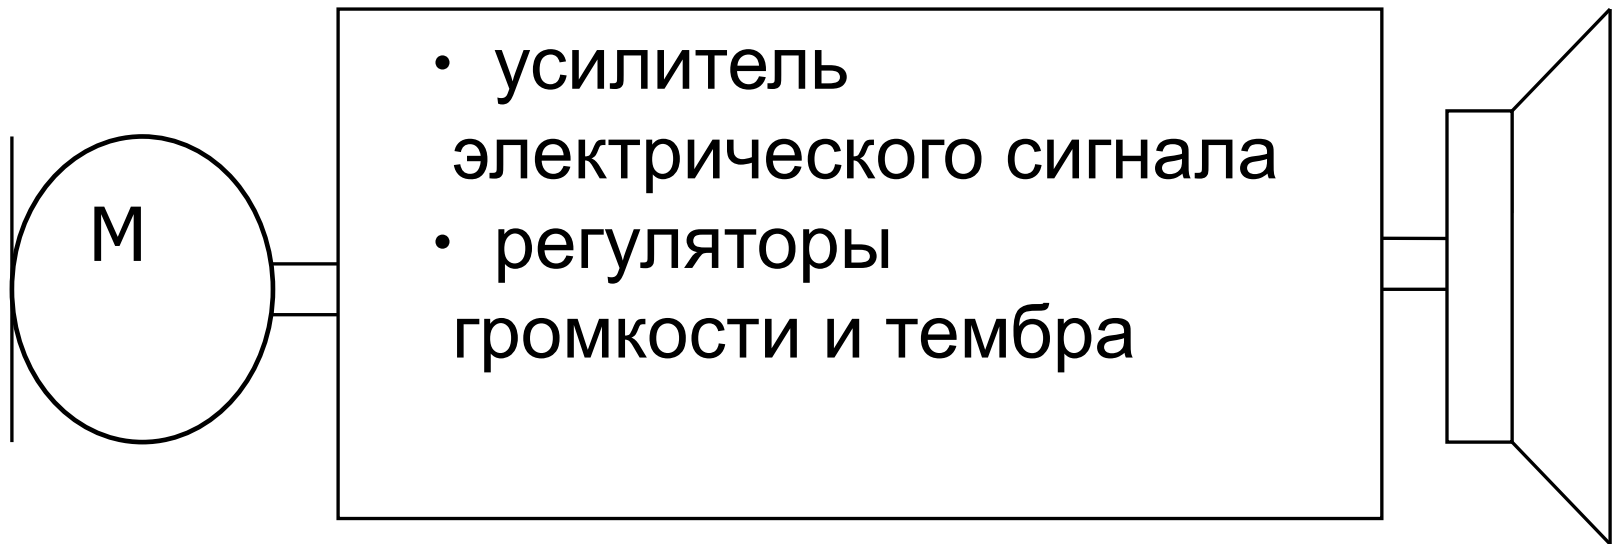 М
• усилитель
электрического сигнала
• регуляторы
громкости и тембра